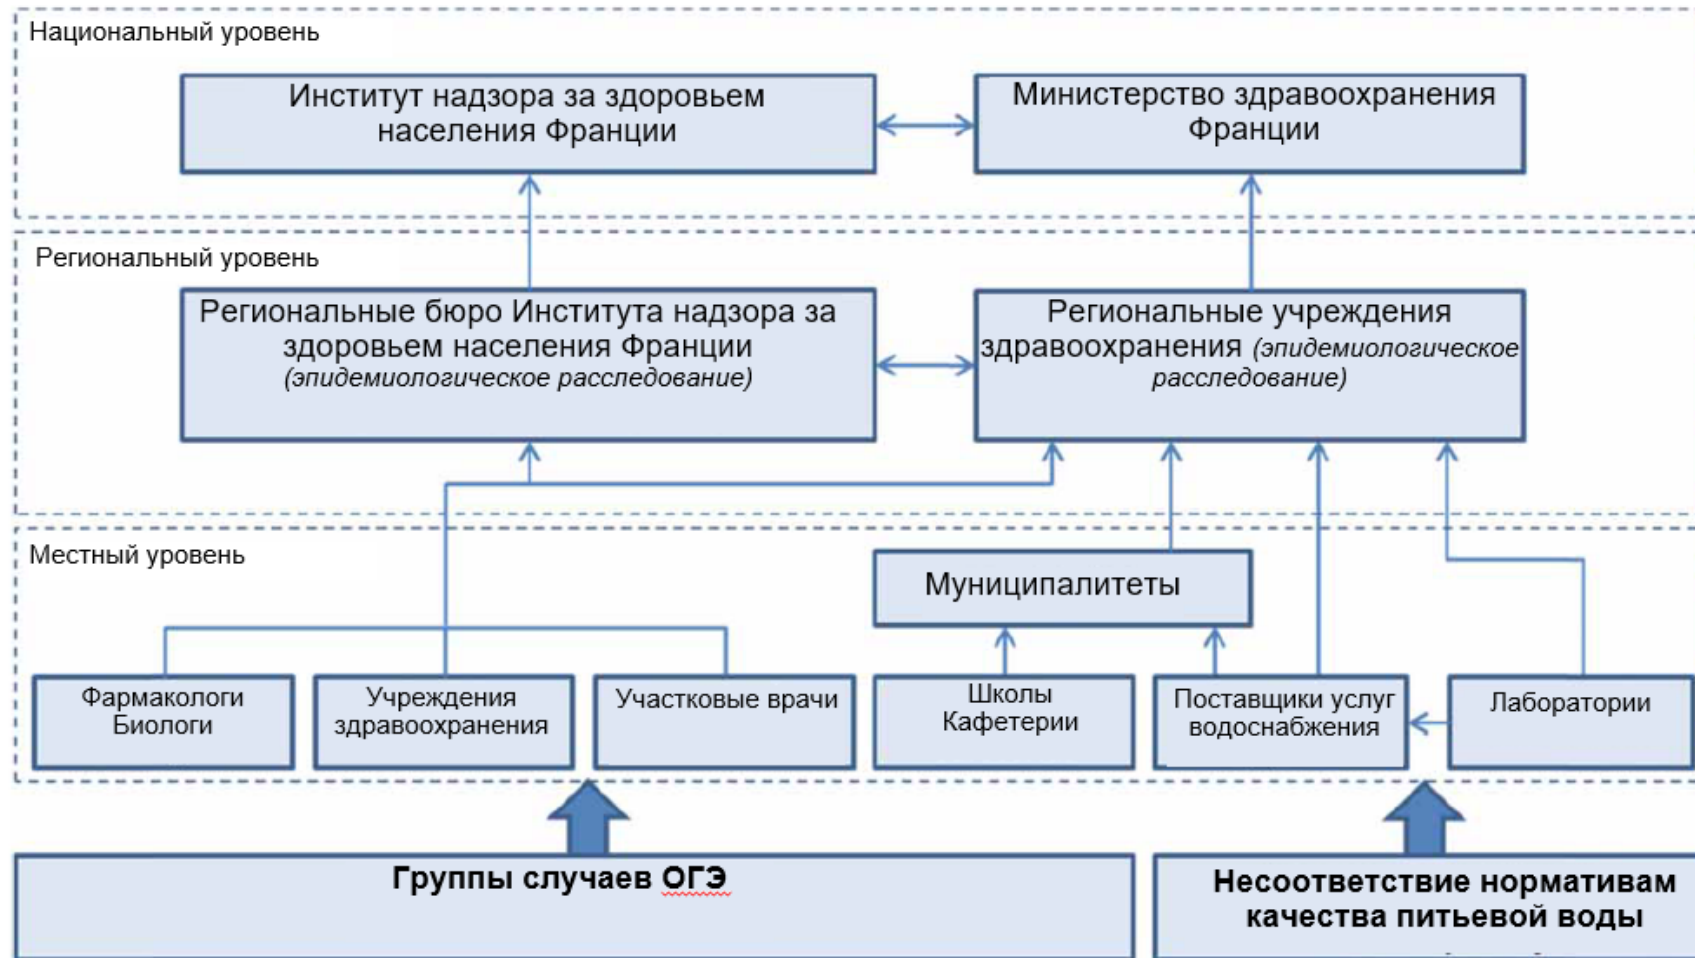 Национальный уровень
Институт надзора за здоровьем
населения Франции
Министерство здравоохранения
Франции
Региональный уровень
Региональные бюро Института надзора за
здоровьем населения Франции
(эпидемиологическое расследование)
Региональные учреждения
здравоохранения (эпидемиологическое
расследование)
Местный уровень
Муниципалитеты
Фармакологи
Биологи
Учреждения
здравоохранения
Участковые врачи
Школы
Кафетерии
Поставщики услуг
водоснабжения
Лаборатории
Группы случаев ОГЭ
Несоответствие нормативам
качества питьевой воды